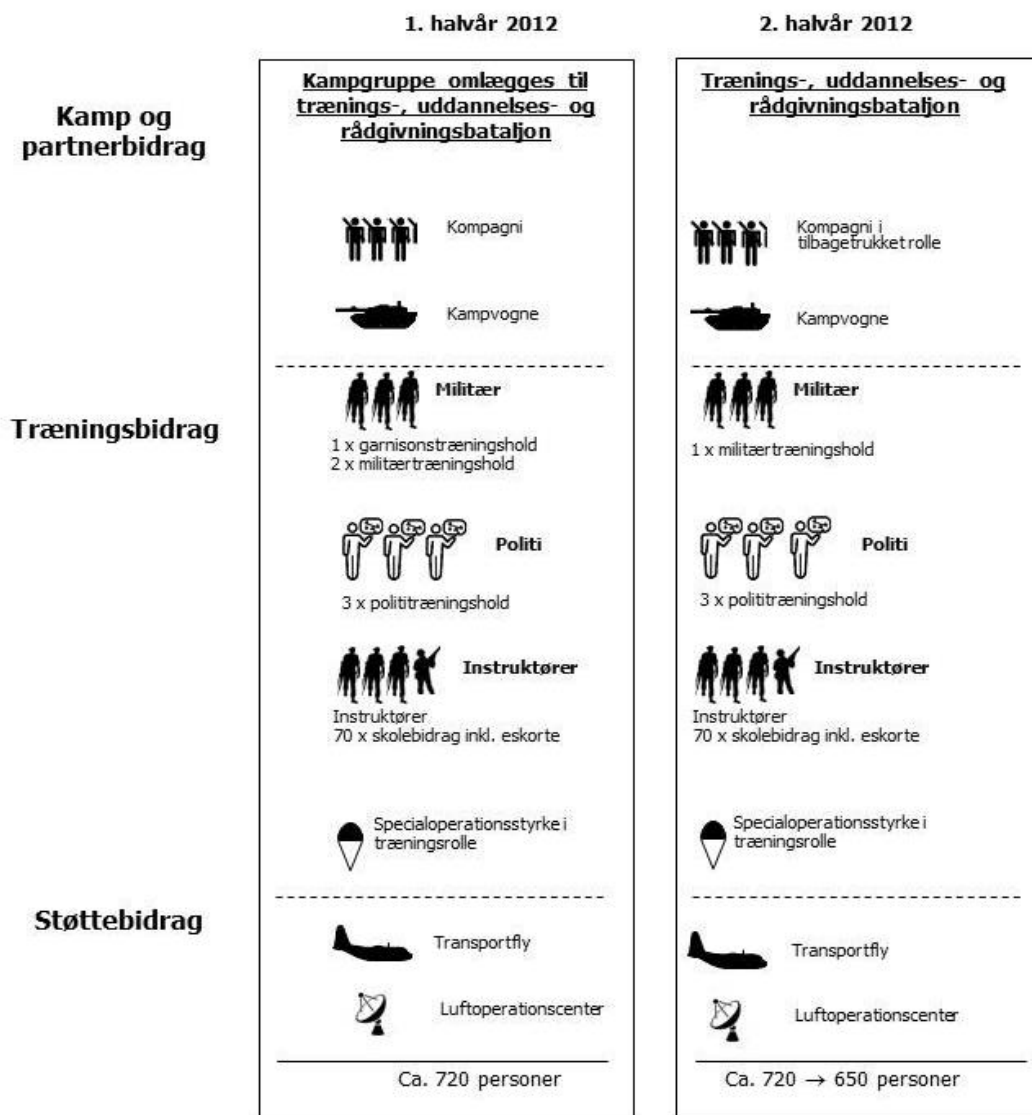 1. halvår 2012
2. halvår 2012
Kamp og
partnerbidrag
Kampgruppe omlægges til
trænings-, uddannelses- og
rådgivningsbataljon
Kompagni
Kampvogne
Trænings-, uddannelses- og
rådgivningsbataljon
Kompagni i
tilbagetrukket rolle
Kampvogne
Træningsbidrag
Militær
1 x garnisonstræningshold
2 x militærtræningshold
Politi
3 x polititræningshold
Instruktører
Instruktører
70 x skolebidrag inkl. eskorte
Specialoperationsstyrke i
træningsrolle
Militær
1 x militærtræningshold
Politi
3 x polititræningshold
Instruktører
Instruktører
70 x skolebidrag inkl. eskorte
Specialoperationsstyrke i
træningsrolle
Støttebidrag
Transportfly
Luftoperationscenter
Ca. 720 personer
Transportfly
Luftoperationscenter
Ca. 720 → 650 personer